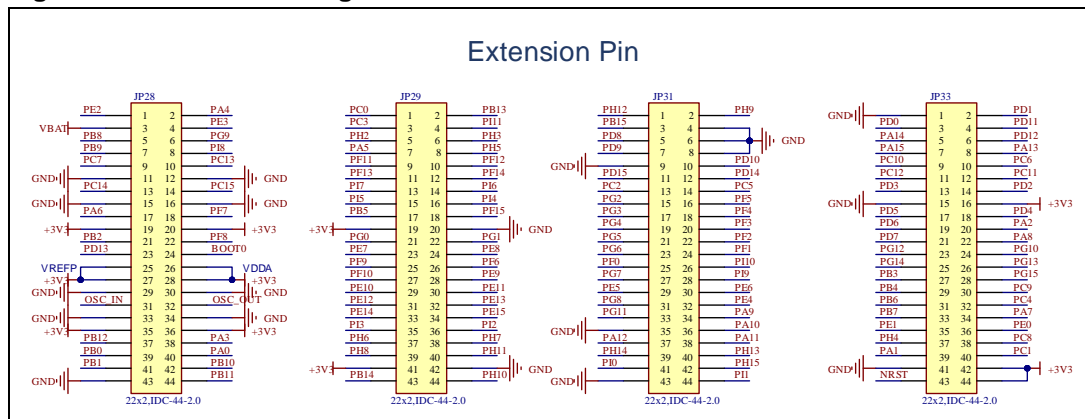 Extension Pin
JP28
PE2 1 2 PA4
VBAT 3 4 PE3
PB8 5 6 PG9
PB9 7 8 PI8
PC7 9 10 PC13
GND 11 12 GND
PC14 13 14 PC15
GND 15 16 GND
PA6 17 18 PF7
+3V3 19 20 +3V3
PB2 21 22 PF8
PD13 23 24 BOOT0
VREFP 25 26 VDDA
+3V3 27 28 +3V3
GND 29 30 GND
OSC_IN 31 32 OSC_OUT
GND 33 34 GND
+3V3 35 36 +3V3
PB12 37 38 PA3
PB0 39 40 PA0
PB1 41 42 PB10
GND 43 44 PB11
22x2,IDC-44-2.0
JP29
PC0 1 2 PB13
PC3 3 4 PI11
PH2 5 6 PH3
PA5 7 8 PH5
PF11 9 10 PF12
PF13 11 12 PF14
PI7 13 14 PI6
PI5 15 16 PI4
PB5 17 18 PF15
+3V3 19 20 GND
PG0 21 22 PG1
PE7 23 24 PE8
PF9 25 26 PF6
PF10 27 28 PE9
PE10 29 30 PE11
PE12 31 32 PE13
PE14 33 34 PE15
PI3 35 36 PI2
PH6 37 38 PH7
PH8 39 40 PH11
+3V3 41 42 GND
PB14 43 44 PH10
22x2,IDC-44-2.0
JP31
PH12 1 2 PH9
PB15 3 4
PD8 5 6 GND
PD9 7 8
GND 9 10 PD10
PD15 11 12 PD14
PC2 13 14 PC5
PG2 15 16 PF5
PG3 17 18 PF4
PG4 19 20 PF3
PG5 21 22 PF2
PG6 23 24 PF1
PF0 25 26 PI10
PG7 27 28 PI9
PE5 29 30 PE6
PG8 31 32 PE4
PG11 33 34 PA9
GND 35 36 PA10
PA12 37 38 PA11
PH14 39 40 PH13
PI0 41 42 PH15
GND 43 44 PI1
22x2,IDC-44-2.0
JP33
GND 1 2 PD1
PD0 3 4 PD11
PA14 5 6 PD12
PA15 7 8 PA13
PC10 9 10 PC6
PC12 11 12 PC11
PD3 13 14 PD2
GND 15 16 +3V3
PD5 17 18 PD4
PD6 19 20 PA2
PD7 21 22 PA8
PG12 23 24 PG10
PG14 25 26 PG13
PB3 27 28 PG15
PB4 29 30 PC9
PB6 31 32 PC4
PB7 33 34 PA7
PE1 35 36 PE0
PH4 37 38 PC8
PA1 39 40 PC1
GND 41 42 +3V3
NRST 43 44
22x2,IDC-44-2.0